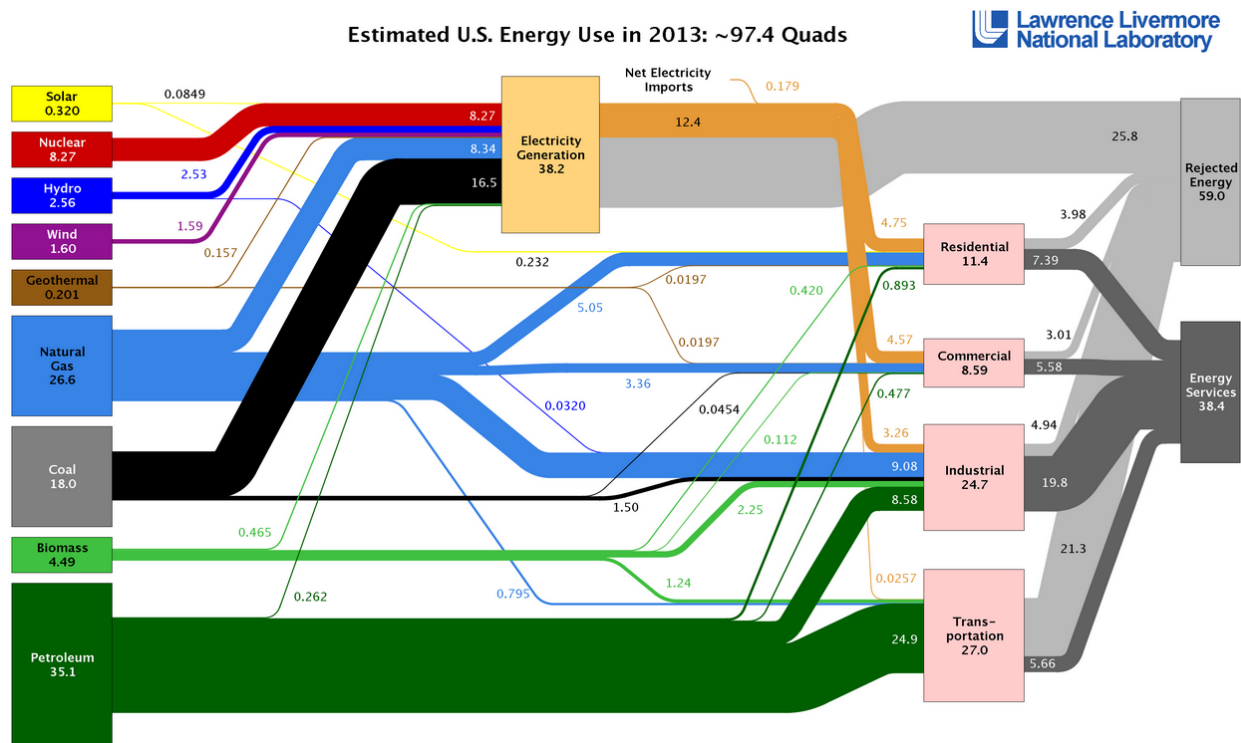 Estimated U.S. Energy Use in 2013: ~97.4 Quads
Lawrence Livermore
National Laboratory
Net Electricity
Imports
0.179
Solar
0.320
0.0849
Nuclear
8.27
8.27
Hydro
2.56
2.53
Wind
1.60
1.59
Geothermal
0.201
0.157
Natural
Gas
26.6
8.34
Coal
18.0
16.5
Biomass
4.49
0.465
Petroleum
35.1
0.262
Electricity
Generation
38.2
12.4
25.8
0.232
0.0197
5.05
0.0197
3.36
0.0320
0.0454
0.420
0.893
0.112
0.477
1.50
2.25
1.24
0.795
4.75
4.57
3.26
9.08
8.58
0.0257
24.9
Residential
11.4
3.98
7.39
Commercial
8.59
3.01
5.58
Industrial
24.7
4.94
19.8
Trans-
portation
27.0
21.3
5.66
Rejected
Energy
59.0
Energy
Services
38.4